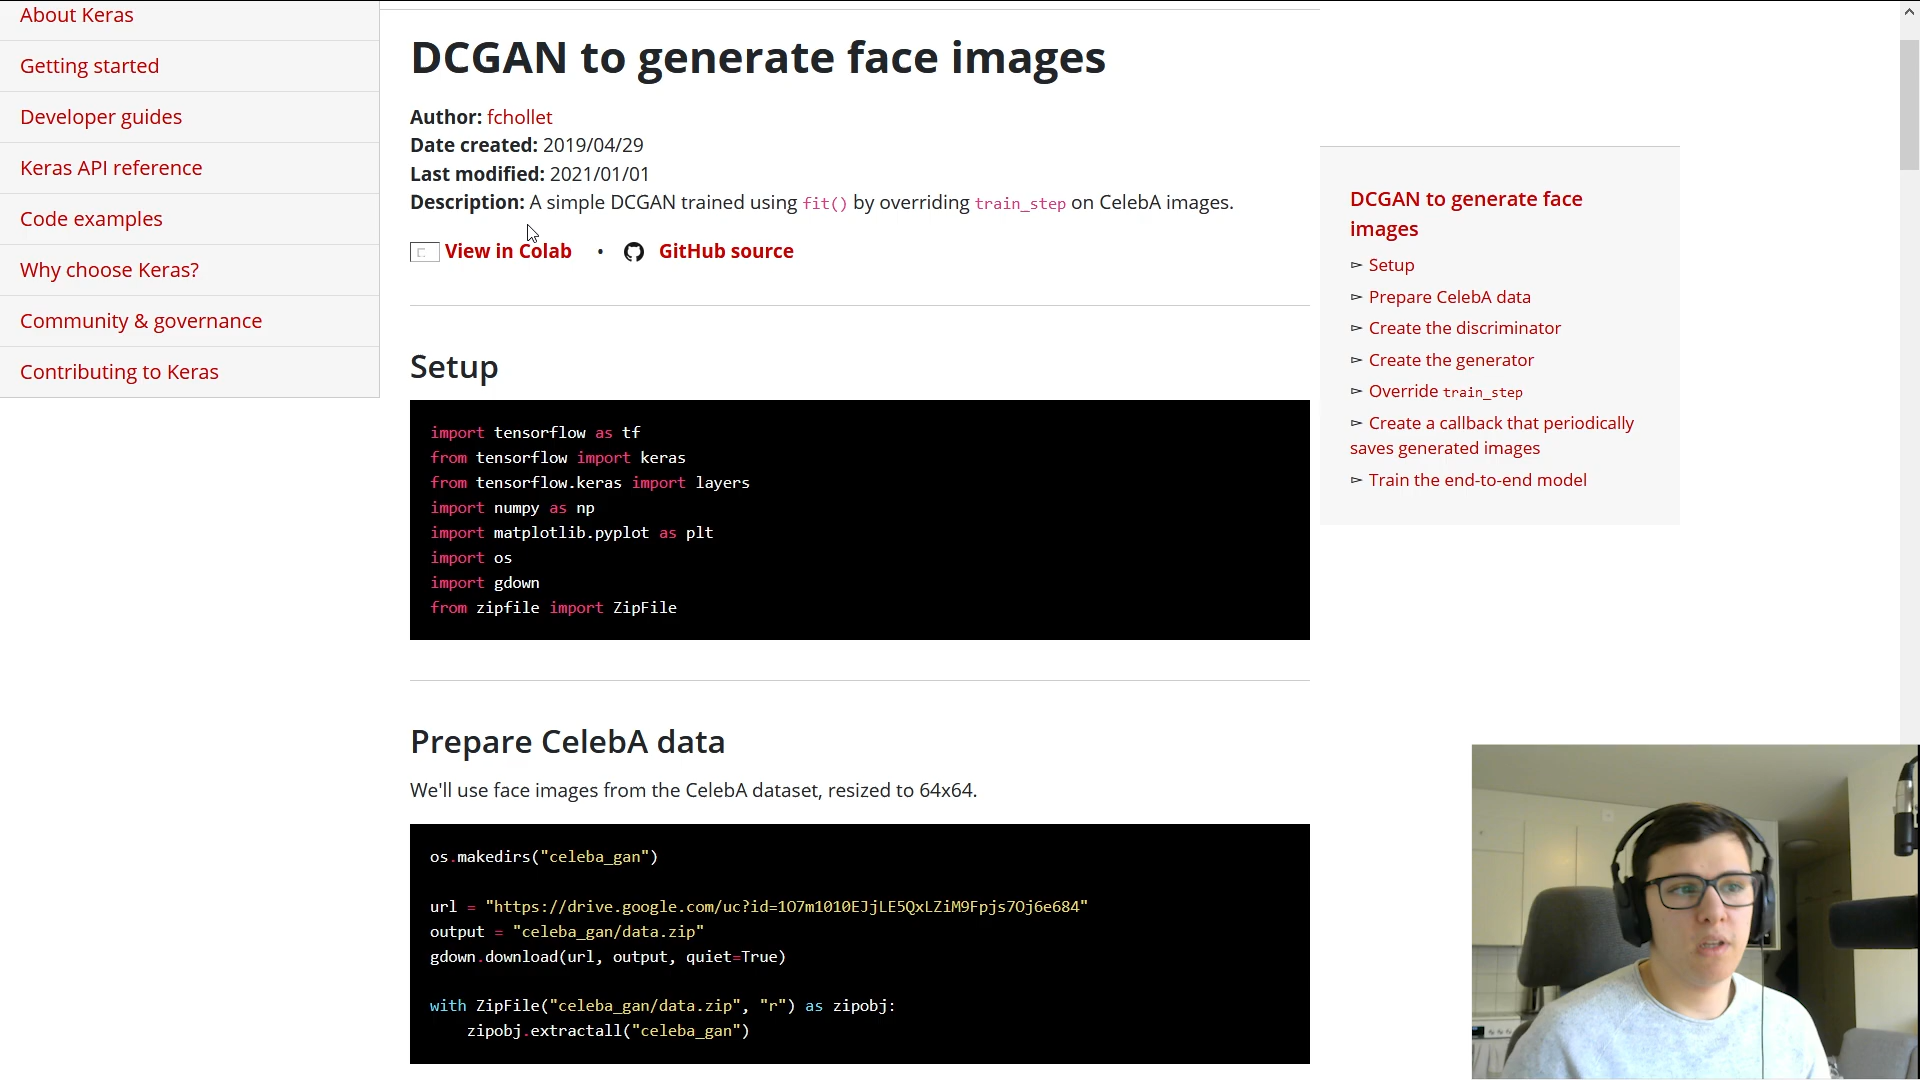 About Keras
Getting started
Developer guides
Keras API reference
Code examples
Why choose Keras?
Community & governance
Contributing to Keras
DCGAN to generate face images
Author: fchollet
Date created: 2019/04/29
Last modified: 2021/01/01
Description: A simple DCGAN trained using fit() by overriding train_step on CelebA images.
View in Colab • GitHub source
Setup
import tensorflow as tf
from tensorflow import keras
from tensorflow.keras import layers
import numpy as np
import matplotlib.pyplot as plt
import os
import gdown
from zipfile import ZipFile
Prepare CelebA data
We'll use face images from the CelebA dataset, resized to 64x64.
os.makedirs("celeba_gan")
url = "https://drive.google.com/uc?id=1O7m1010EJjLE5QxLZiM9Fpjs7Oj6e684"
output = "celeba_gan/data.zip"
gdown.download(url, output, quiet=True)
with ZipFile("celeba_gan/data.zip", "r") as zipobj:
zipobj.extractall("celeba_gan")
DCGAN to generate face
images
► Setup
► Prepare CelebA data
► Create the discriminator
► Create the generator
► Override train_step
► Create a callback that periodically
saves generated images
► Train the end-to-end model